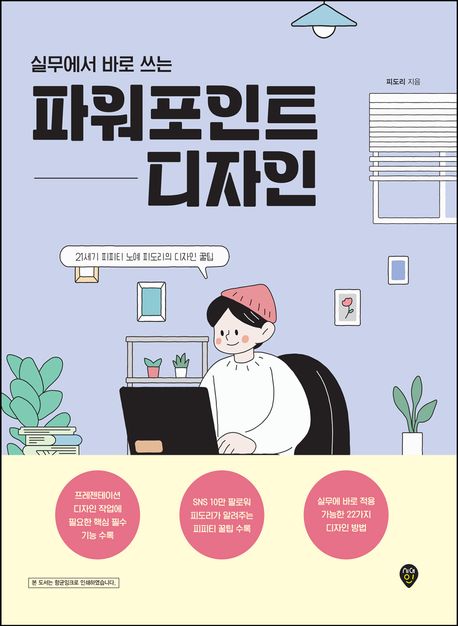 실무에서 바로 쓰는
피도리 지음
파워포인트
디자인
21세기 피피티 노예 피도리의 디자인 꿀팁
프레젠테이션
디자인 작업에
필요한 핵심 필수
기능 수록
SNS 10만 팔로워
피도리가 알려주는
피피티 꿀팁 수록
실무에 바로 적용
가능한 22가지
디자인 방법
본 도서는 항균잉크로 인쇄하였습니다.
시대
인